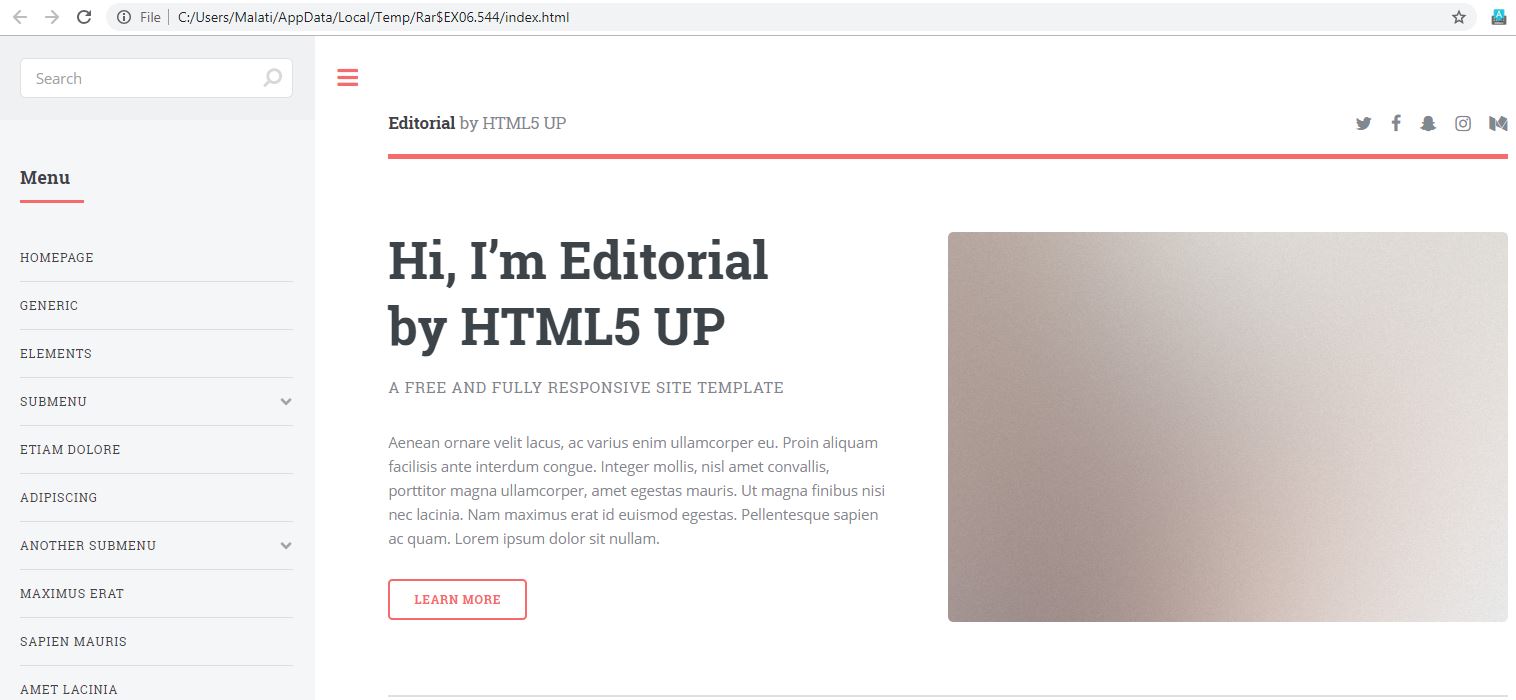 File C:/Users/Malati/AppData/Local/Temp/Rar$EX06.544/index.html
Search
Menu
HOMEPAGE
GENERIC
ELEMENTS
SUBMENU
ETIAM DOLORE
ADIPISCING
ANOTHER SUBMENU
MAXIMUS ERAT
SAPIEN MAURIS
AMET LACINIA
Editorial by HTML5 UP
Hi, I’m Editorial
by HTML5 UP
A FREE AND FULLY RESPONSIVE SITE TEMPLATE
Aenean ornare velit lacus, ac varius enim ullamcorper eu. Proin aliquam
facilisis ante interdum congue. Integer mollis, nisl amet convallis,
porttitor magna ullamcorper, amet egestas mauris. Ut magna finibus nisi
nec lacinia. Nam maximus erat id euismod egestas. Pellentesque sapien
ac quam. Lorem ipsum dolor sit nullam.
LEARN MORE